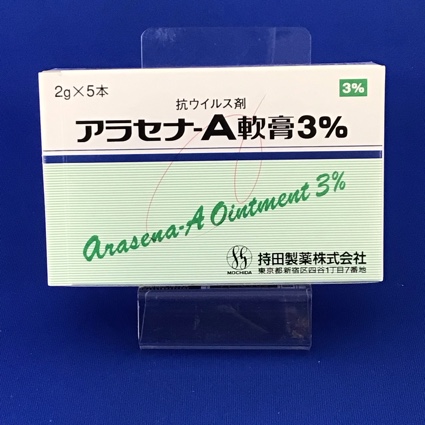 2g×5本
3%
抗ウイルス剤
アラセナ-A軟膏3%
Arasena-A Ointment 3%
MOCHIDA
持田製薬株式会社
東京都新宿区四谷1丁目7番地